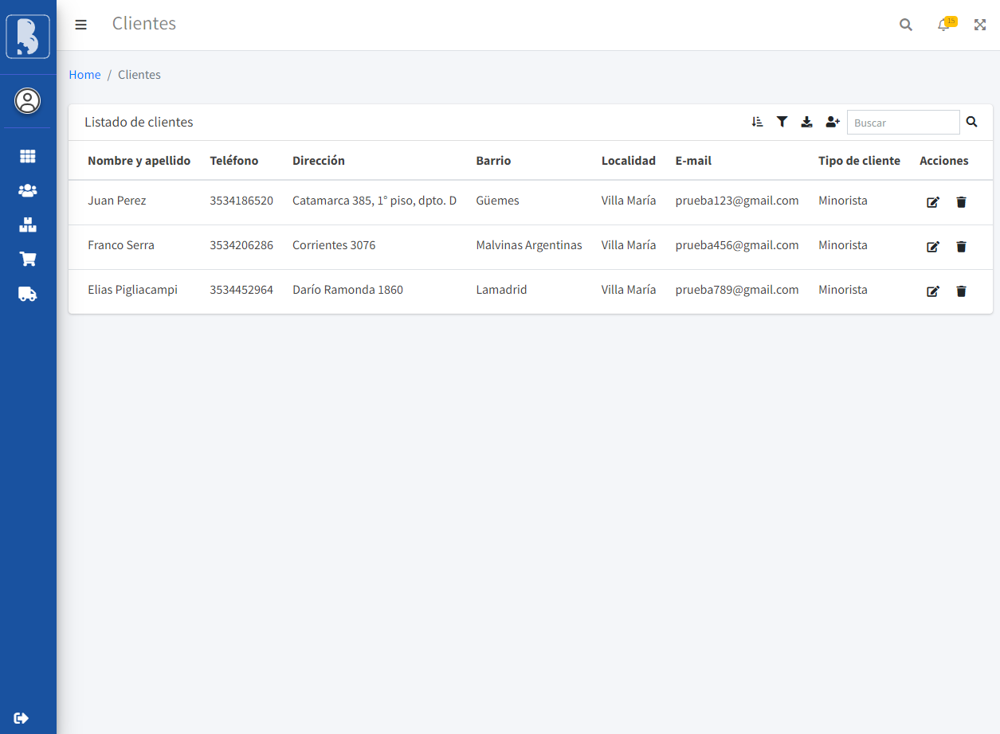 Clientes
15
Home / Clientes
Listado de clientes
Buscar
Nombre y apellido Teléfono Dirección Barrio Localidad E-mail Tipo de cliente Acciones
Juan Perez 3534186520 Catamarca 385, 1° piso, dpto. D Güemes Villa María prueba123@gmail.com Minorista
Franco Serra 3534206286 Corrientes 3076 Malvinas Argentinas Villa María prueba456@gmail.com Minorista
Elias Pigliacampi 3534452964 Darío Ramonda 1860 Lamadrid Villa María prueba789@gmail.com Minorista